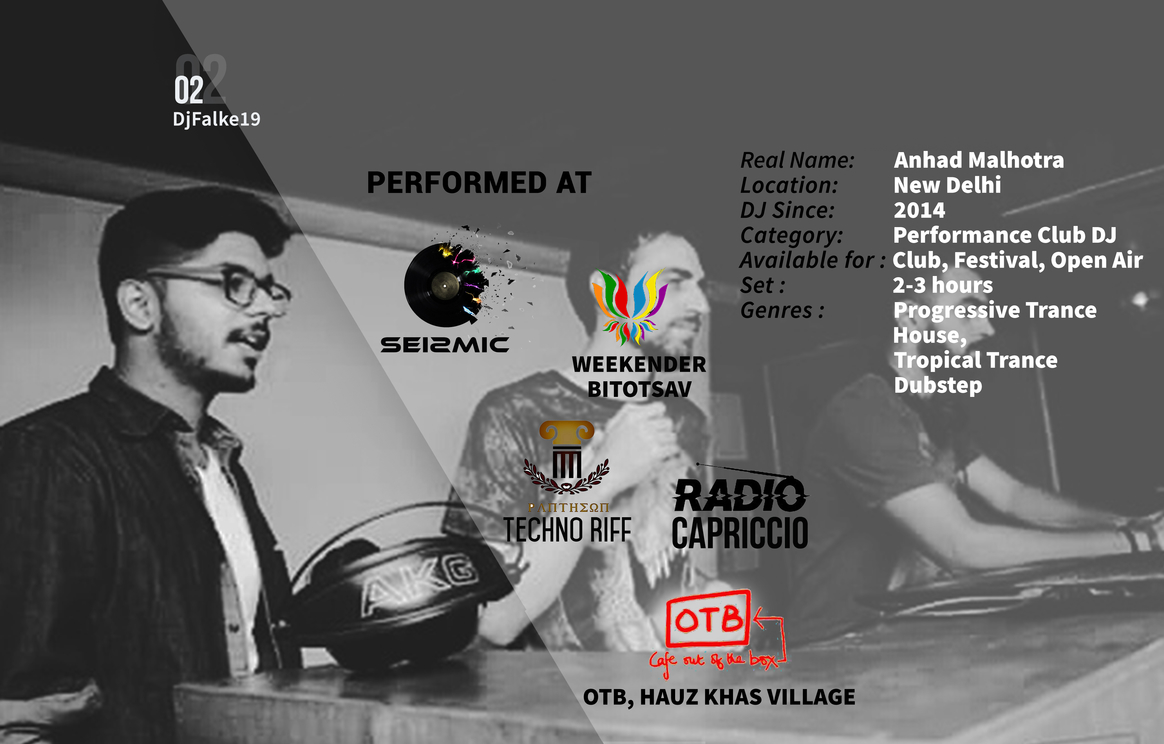 02
DjFalke19
PERFORMED AT
SEISMIC
WEEKENDER
BITOTSAV
TECHNO RIFF
RADIO
CAPRICCIO
OTB
Cafe out of the box
OTB, HAUZ KHAS VILLAGE
AKG
Real Name: Anhad Malhotra
Location: New Delhi
DJ Since: 2014
Category: Performance Club DJ
Available for : Club, Festival, Open Air
Set : 2-3 hours
Genres : Progressive Trance
House,
Tropical Trance
Dubstep